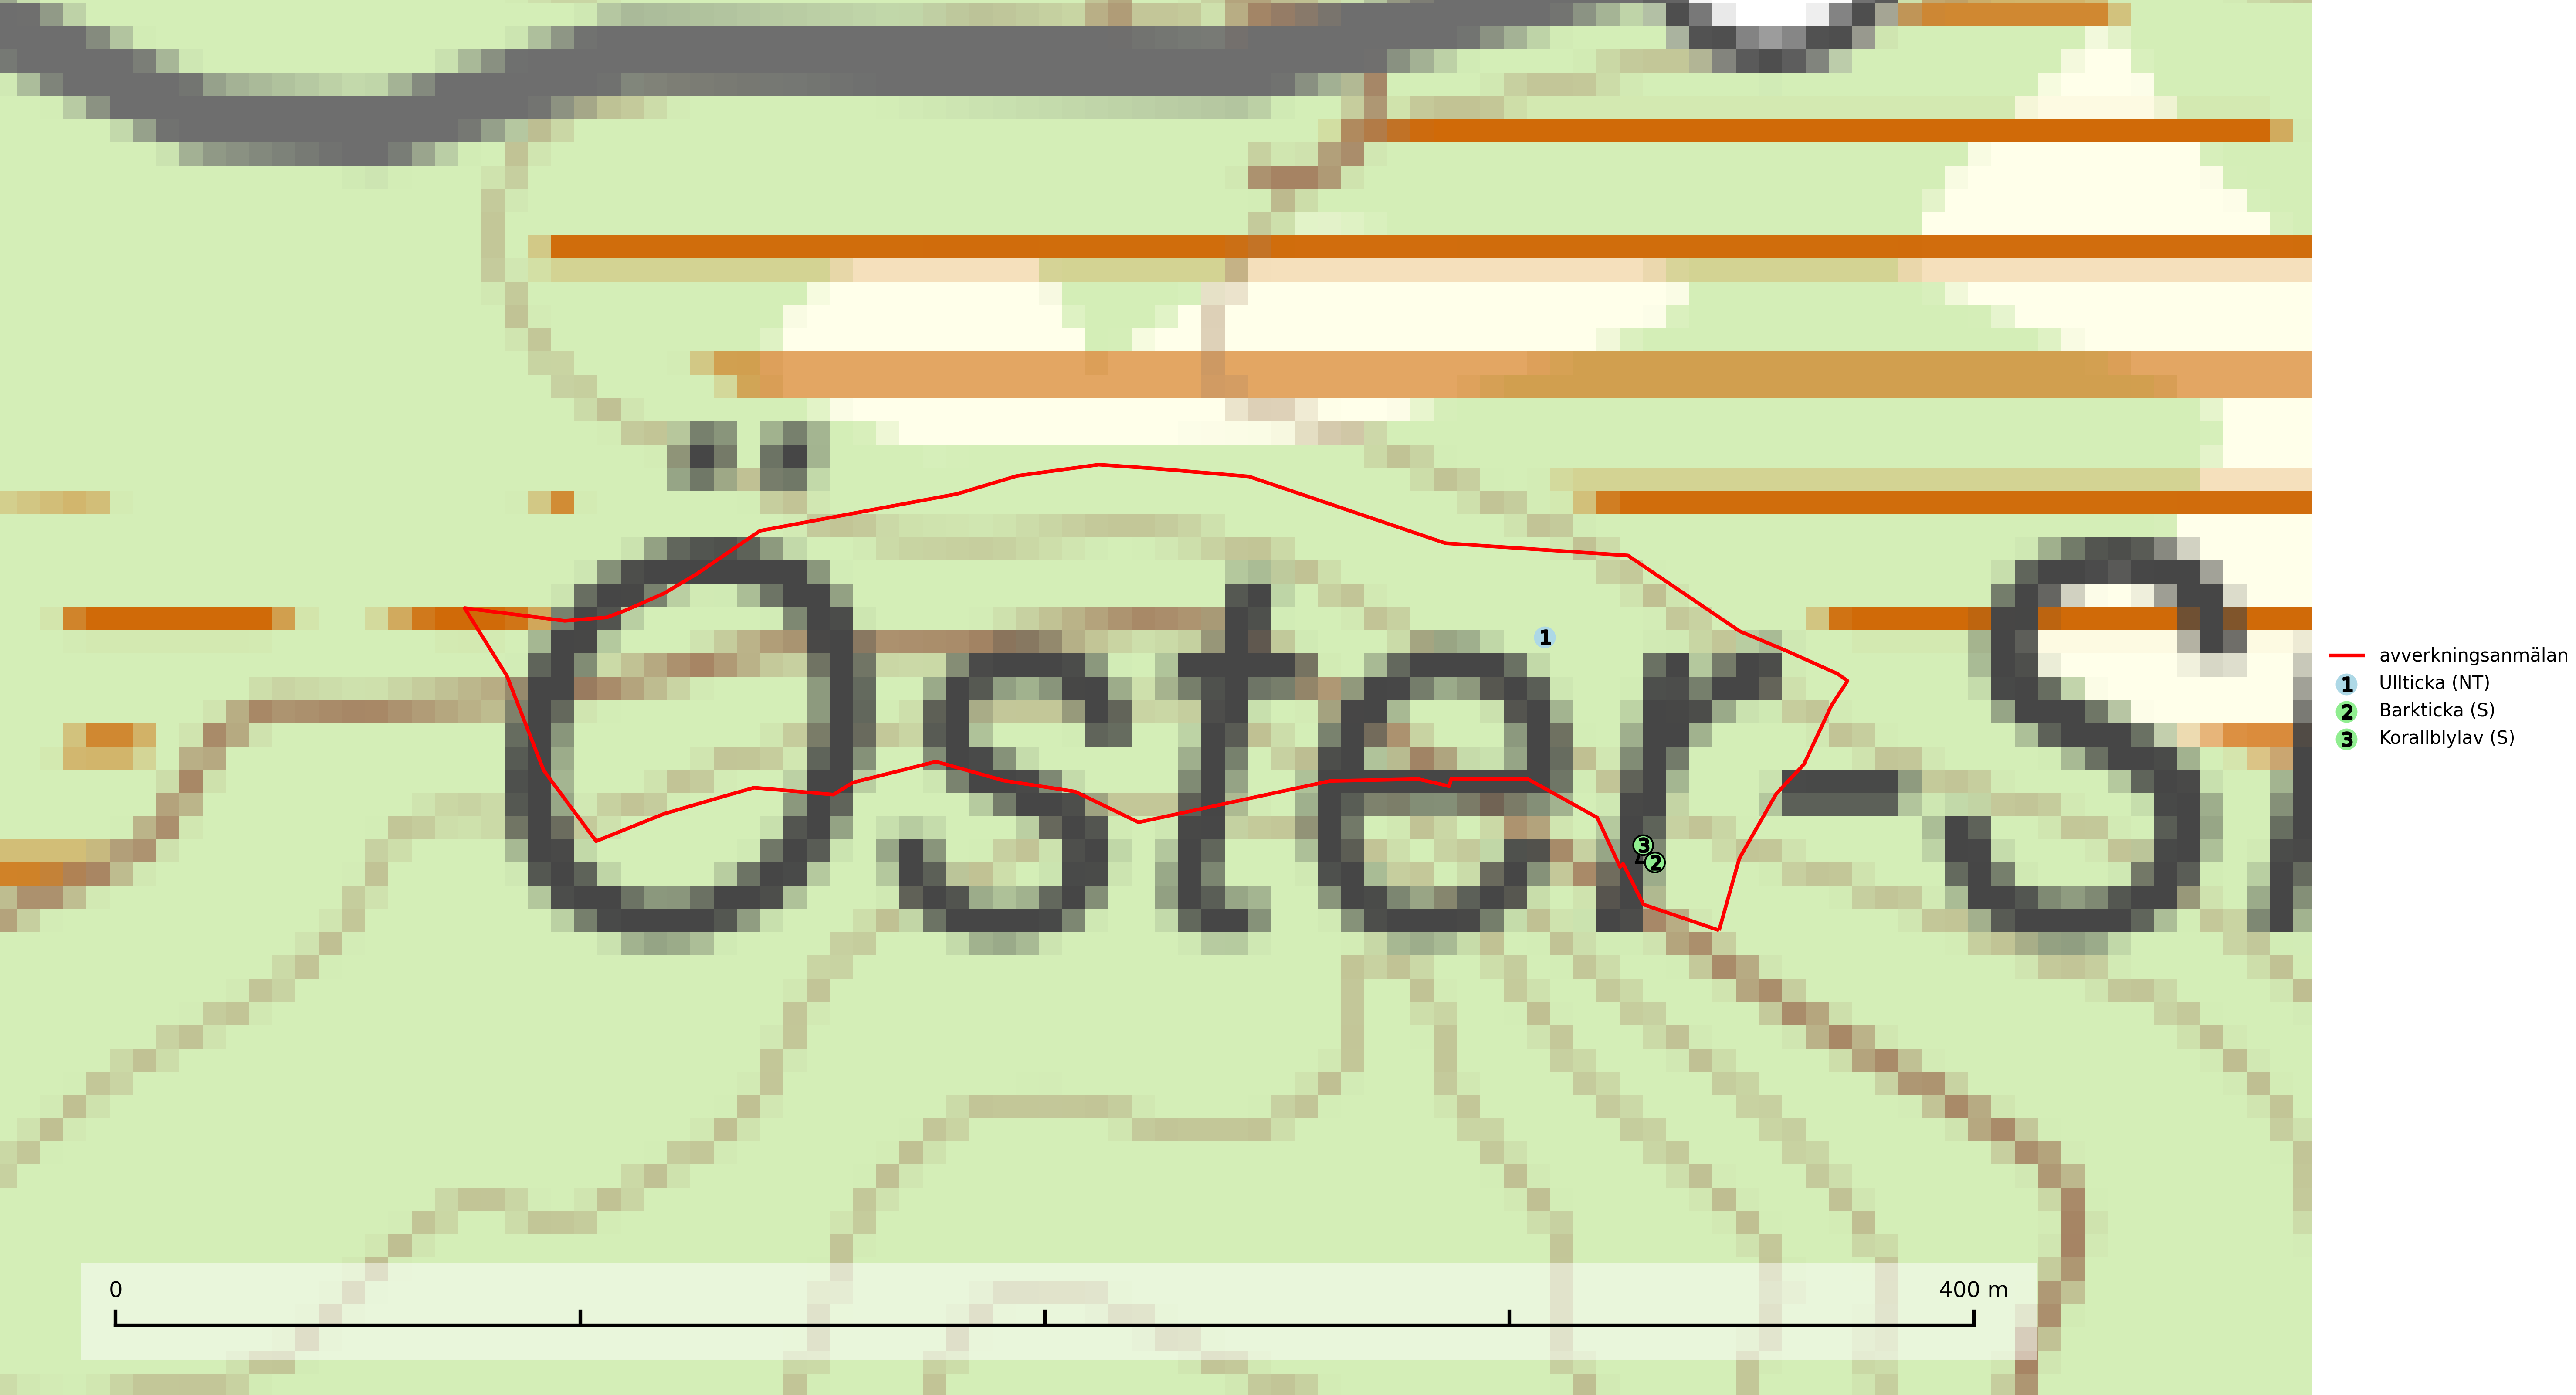 Öster-S
1
3
2
0 400 m
avverkningsanmälan
1 Ullticka (NT)
2 Barkticka (S)
3 Korallblylav (S)